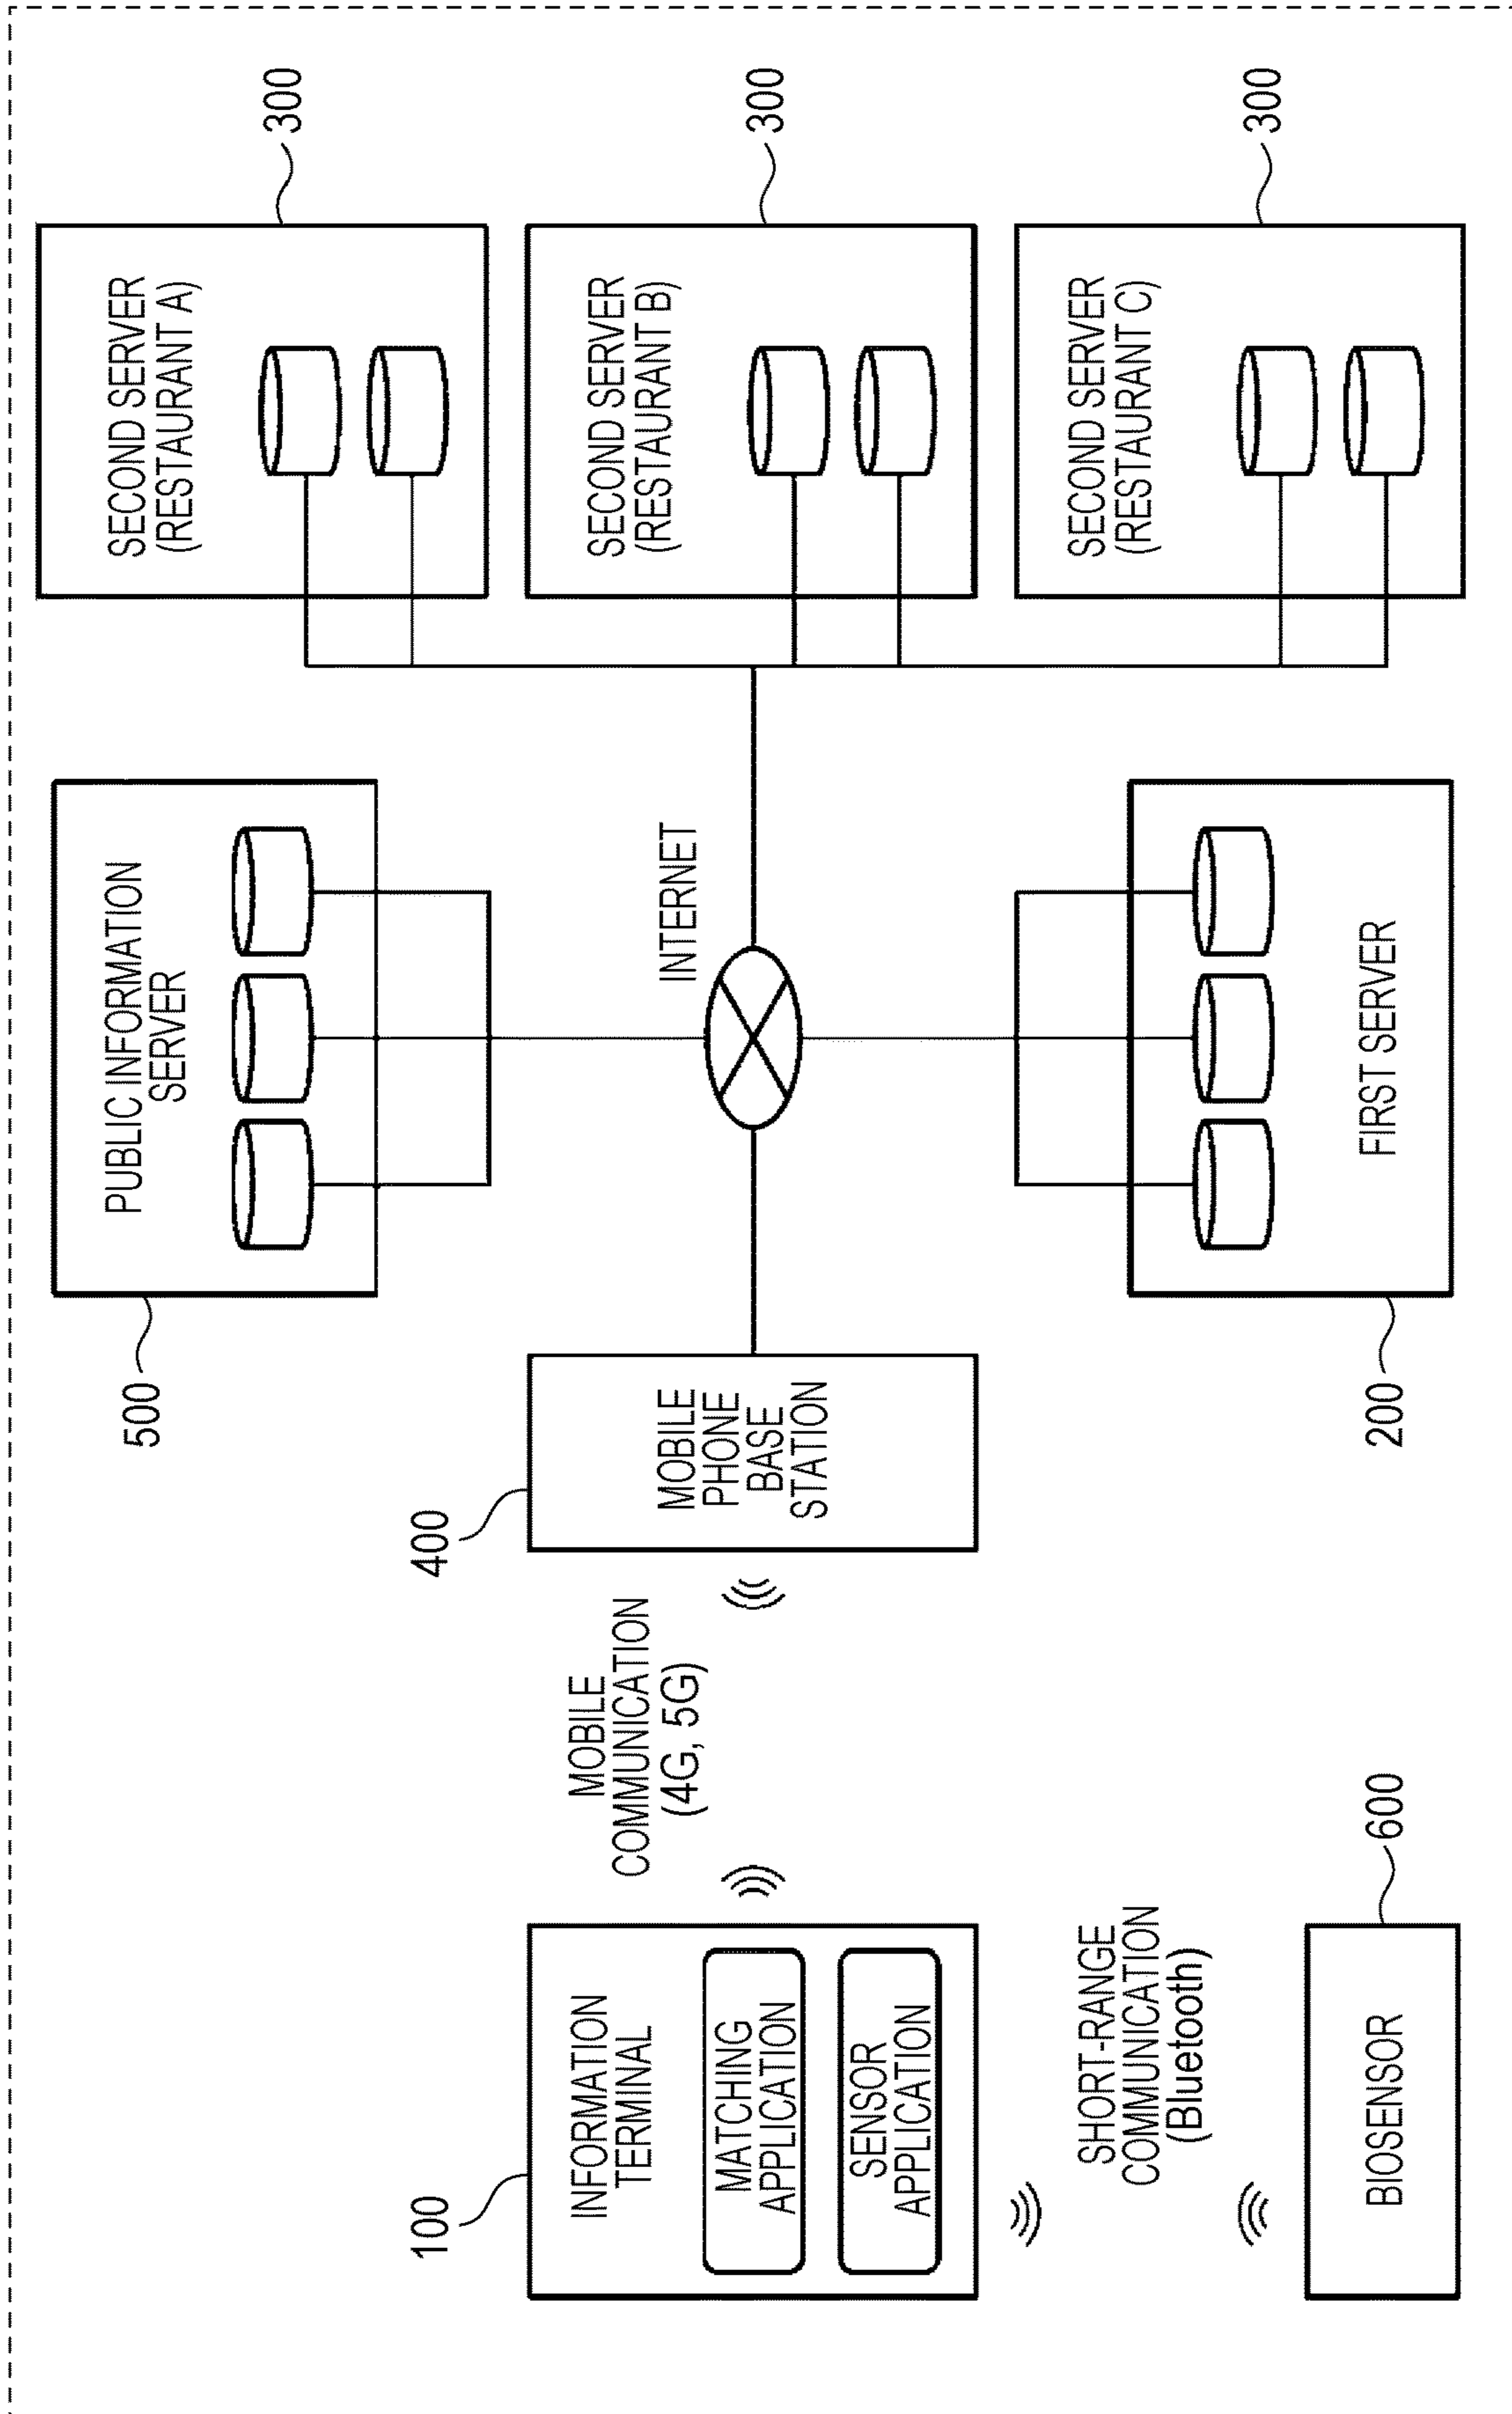 100
INFORMATION
TERMINAL
MATCHING
APPLICATION
SENSOR
APPLICATION
SHORT-RANGE
COMMUNICATION
(Bluetooth)
BIOSENSOR
600
MOBILE
COMMUNICATION
(4G, 5G)
400
MOBILE
PHONE
BASE
STATION
500
PUBLIC INFORMATION
SERVER
INTERNET
200
FIRST SERVER
SECOND SERVER
(RESTAURANT A)
300
SECOND SERVER
(RESTAURANT B)
300
SECOND SERVER
(RESTAURANT C)
300